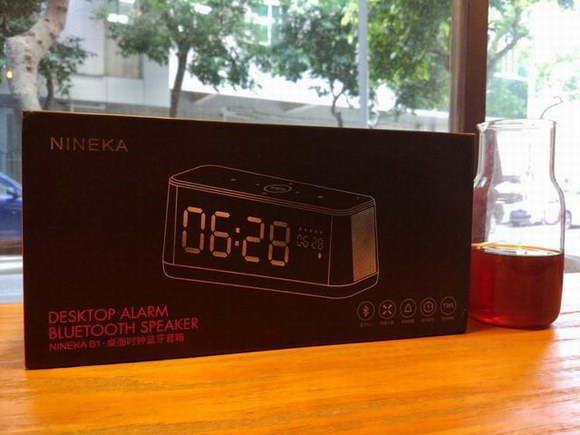 NINEKA
06:28
06-28
DESKTOP ALARM
BLUETOOTH SPEAKER
NINEKA B1·桌面时钟蓝牙音箱
TWS